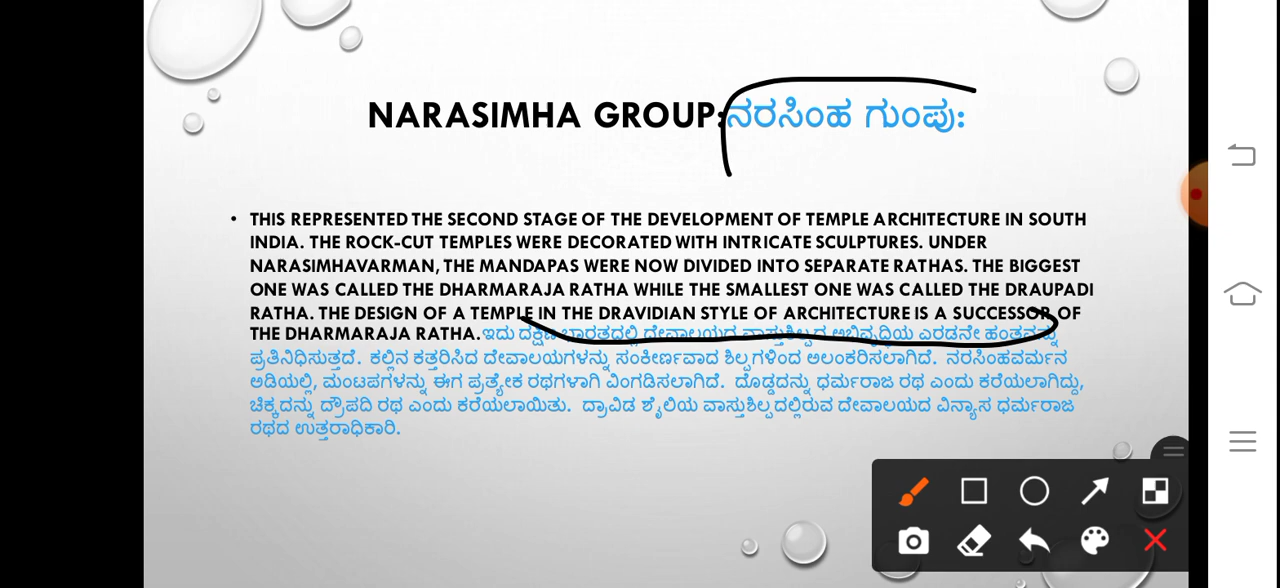 NARASIMHA GROUP:ನರಸಿಂಹ ಗುಂಪು:
• THIS REPRESENTED THE SECOND STAGE OF THE DEVELOPMENT OF TEMPLE ARCHITECTURE IN SOUTH
INDIA. THE ROCK-CUT TEMPLES WERE DECORATED WITH INTRICATE SCULPTURES. UNDER
NARASIMHAVARMAN, THE MANDAPAS WERE NOW DIVIDED INTO SEPARATE RATHAS. THE BIGGEST
ONE WAS CALLED THE DHARMARAJA RATHA WHILE THE SMALLEST ONE WAS CALLED THE DRAUPADI
RATHA. THE DESIGN OF A TEMPLE IN THE DRAVIDIAN STYLE OF ARCHITECTURE IS A SUCCESSOR OF
THE DHARMARAJA RATHA.ಇದು ದಕ್ಷಿಣ ಭಾರತದಲ್ಲಿ ದೇವಾಲಯದ ವಾಸ್ತುಶಿಲ್ಪದ ಅಭಿವೃದ್ಧಿಯ ಎರಡನೇ ಹಂತವನ್ನು
ಪ್ರತಿನಿಧಿಸುತ್ತದೆ. ಕಲ್ಲಿನ ಕತ್ತರಿಸಿದ ದೇವಾಲಯಗಳನ್ನು ಸಂಕೀರ್ಣವಾದ ಶಿಲ್ಪಗಳಿಂದ ಅಲಂಕರಿಸಲಾಗಿದೆ. ನರಸಿಂಹವರ್ಮನ
ಅಡಿಯಲ್ಲಿ, ಮಂಟಪಗಳನ್ನು ಈಗ ಪ್ರತ್ಯೇಕ ರಥಗಳಾಗಿ ವಿಂಗಡಿಸಲಾಗಿದೆ. ದೊಡ್ಡದನ್ನು ಧರ್ಮರಾಜ ರಥ ಎಂದು ಕರೆಯಲಾಗಿದ್ದು,
ಚಿಕ್ಕದನ್ನು ದ್ರೌಪದಿ ರಥ ಎಂದು ಕರೆಯಲಾಯಿತು. ದ್ರಾವಿಡ ಶೈಲಿಯ ವಾಸ್ತುಶಿಲ್ಪದಲ್ಲಿರುವ ದೇವಾಲಯದ ವಿನ್ಯಾಸ ಧರ್ಮರಾಜ
ರಥದ ಉತ್ತರಾಧಿಕಾರಿ.